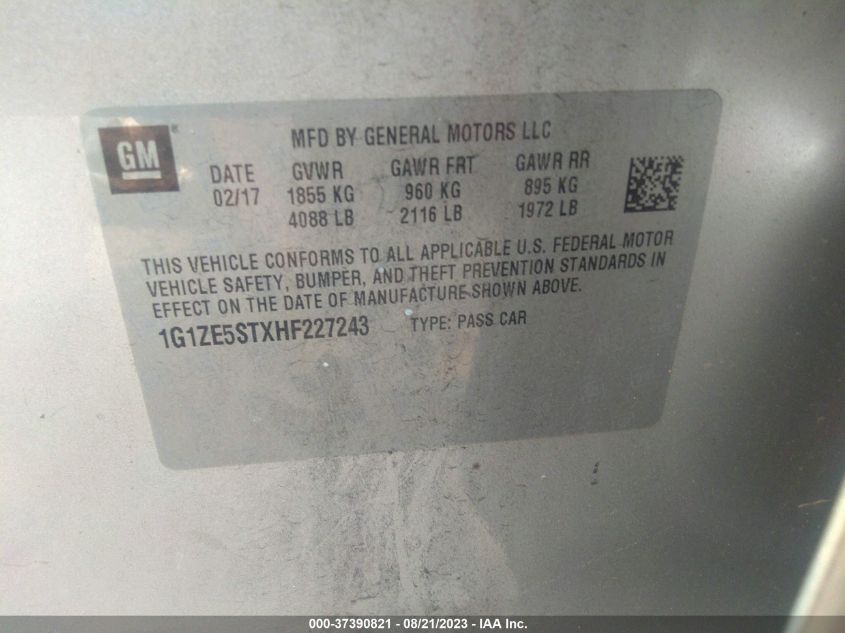 GM
MFD BY GENERAL MOTORS LLC
DATE GVWR GAWR FRT GAWR RR
02/17 1855 KG 960 KG 895 KG
4088 LB 2116 LB 1972 LB
THIS VEHICLE CONFORMS TO ALL APPLICABLE U.S. FEDERAL MOTOR
VEHICLE SAFETY, BUMPER, AND THEFT PREVENTION STANDARDS IN
EFFECT ON THE DATE OF MANUFACTURE SHOWN ABOVE.
1G1ZE5STXHF227243 TYPE: PASS CAR
000-37390821 - 08/21/2023 - IAA Inc.